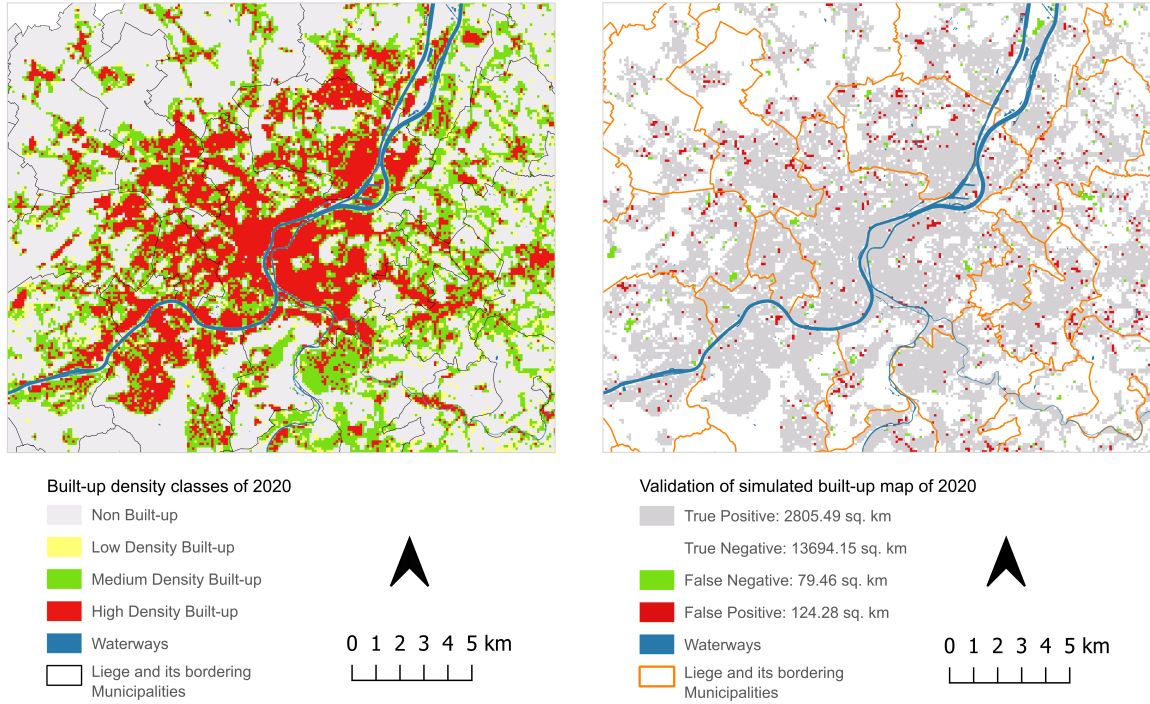 Built-up density classes of 2020
Non Built-up
Low Density Built-up
Medium Density Built-up
High Density Built-up
Waterways
Liege and its bordering
Municipalities
0 1 2 3 4 5 km
Validation of simulated built-up map of 2020
True Positive: 2805.49 sq. km
True Negative: 13694.15 sq. km
False Negative: 79.46 sq. km
False Positive: 124.28 sq. km
Waterways
Liege and its bordering
Municipalities
0 1 2 3 4 5 km